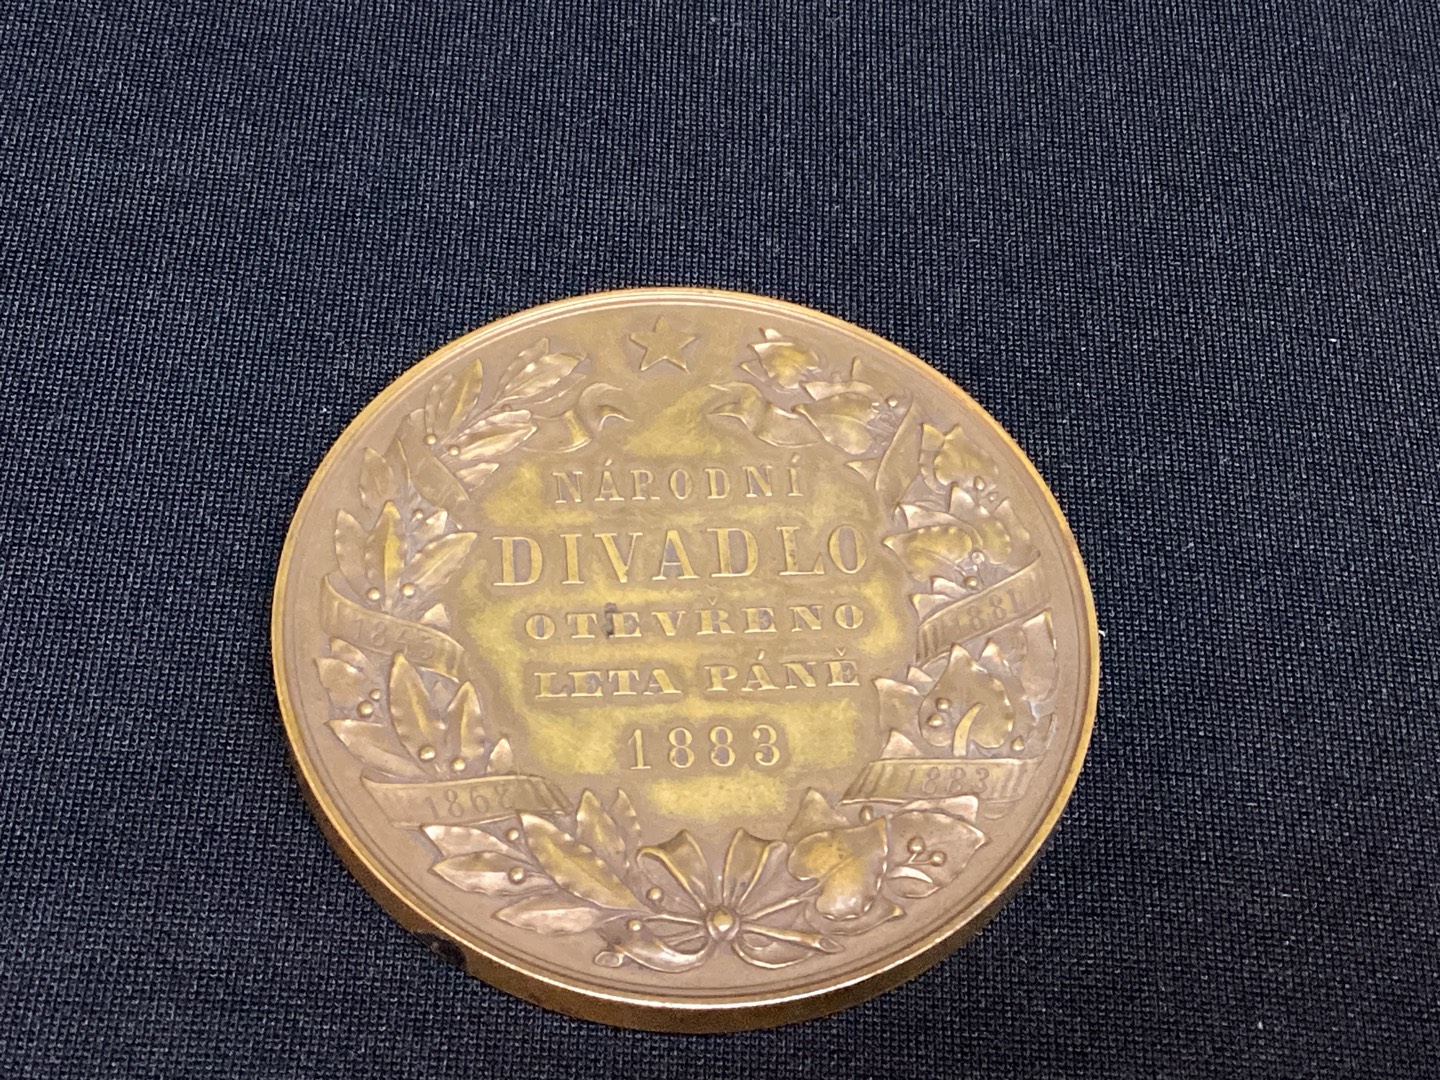 NÁRODNÍ
DIVADLO
OTEVŘENO
LETA PÁNĚ
1883
1868
1881
1883